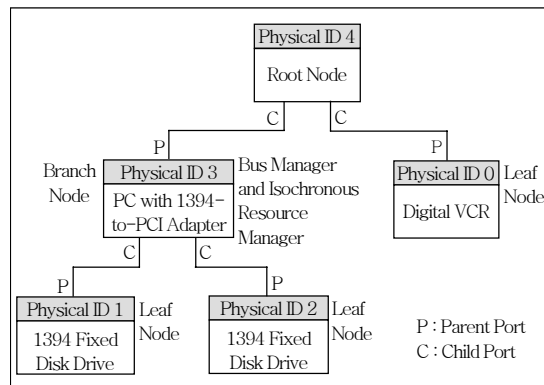 Physical ID 4
Root Node
C
C
P
P
Branch
Node
Physical ID 3
PC with 1394-
to-PCI Adapter
Bus Manager
and Isochronous
Resource
Manager
Physical ID 0
Digital VCR
Leaf
Node
C
C
P
P
Physical ID 1
1394 Fixed
Disk Drive
Leaf
Node
Physical ID 2
1394 Fixed
Disk Drive
Leaf
Node
P : Parent Port
C : Child Port